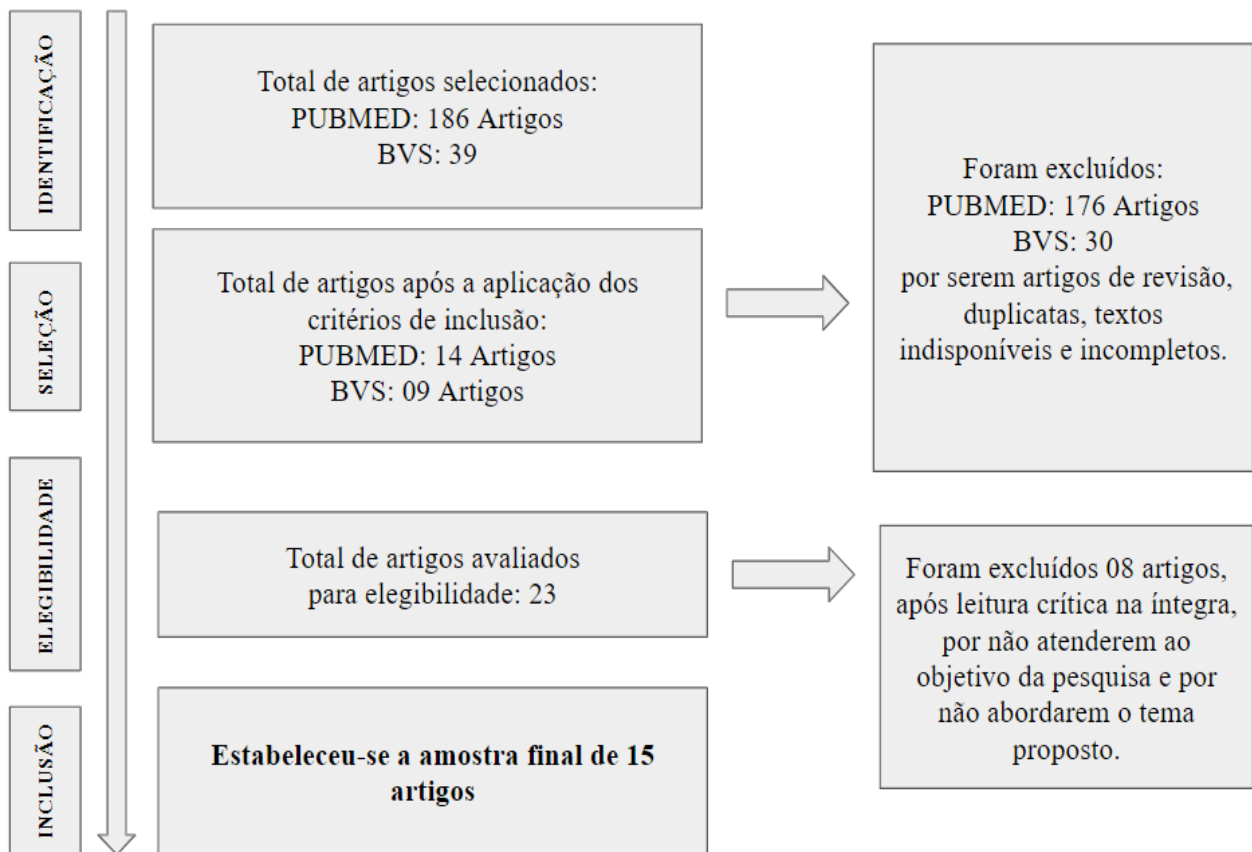 IDENTIFICAÇÃO
Total de artigos selecionados:
PUBMED: 186 Artigos
BVS: 39
Foram excluídos:
PUBMED: 176 Artigos
BVS: 30
por serem artigos de revisão,
duplicatas, textos
indisponíveis e incompletos.
SELEÇÃO
Total de artigos após a aplicação dos
critérios de inclusão:
PUBMED: 14 Artigos
BVS: 09 Artigos
ELEGIBILIDADE
Total de artigos avaliados
para elegibilidade: 23
Foram excluídos 08 artigos,
após leitura crítica na íntegra,
por não atenderem ao
objetivo da pesquisa e por
não abordarem o tema
proposto.
INCLUSÃO
Estabeleceu-se a amostra final de 15
artigos